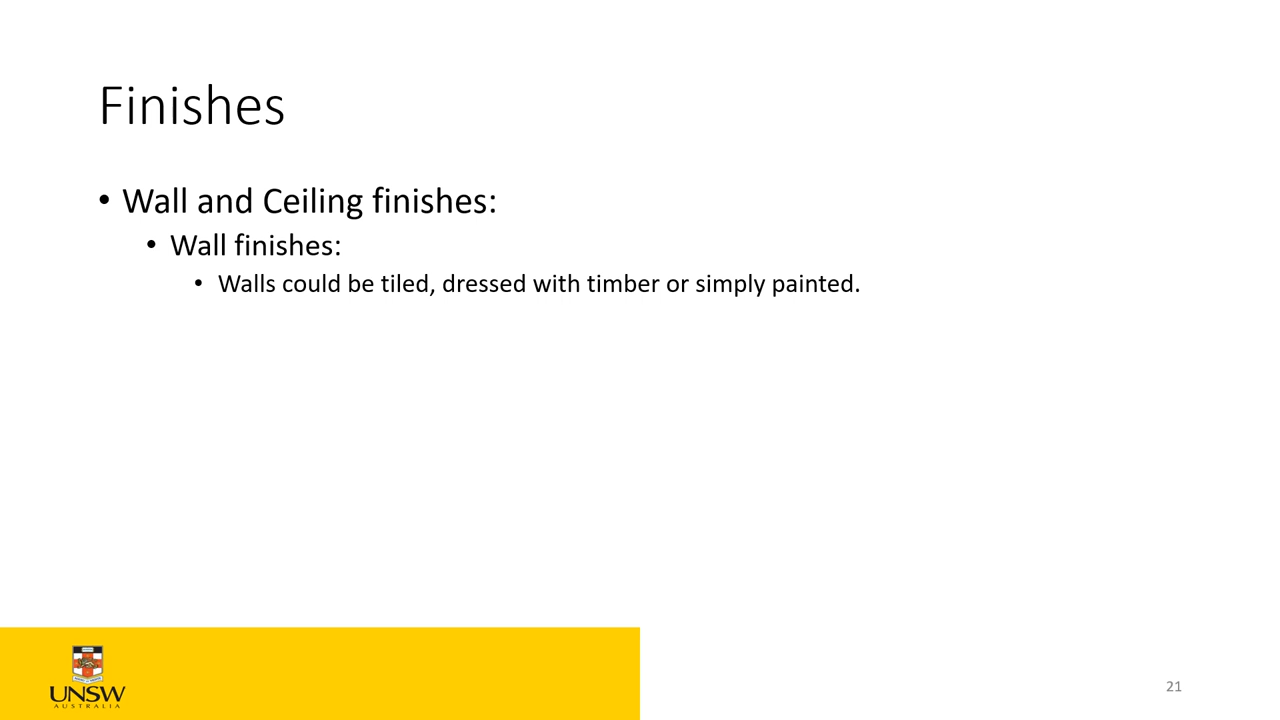 Finishes
• Wall and Ceiling finishes:
• Wall finishes:
• Walls could be tiled, dressed with timber or simply painted.
UNSW
AUSTRALIA
21